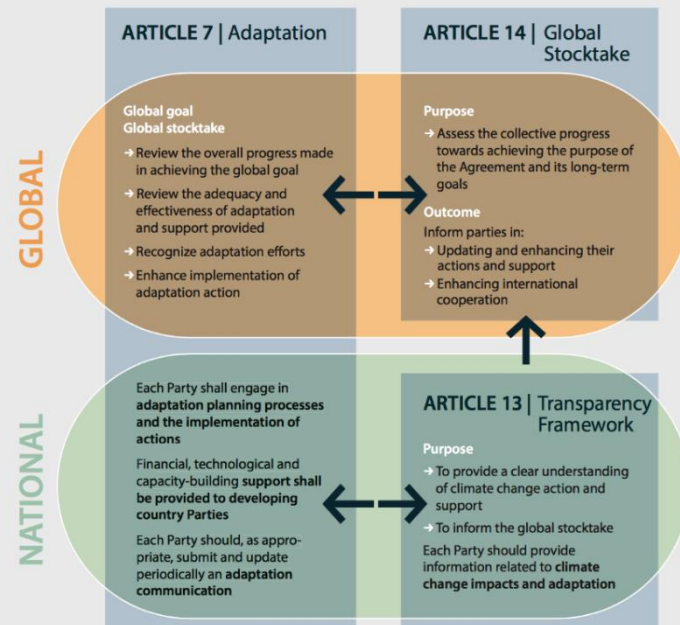 ARTICLE 7 | Adaptation
ARTICLE 14 | Global
Stocktake
GLOBAL
Global goal
Global stocktake
→ Review the overall progress made
in achieving the global goal
→ Review the adequacy and
effectiveness of adaptation
and support provided
→ Recognize adaptation efforts
→ Enhance implementation of
adaptation action
Purpose
→ Assess the collective progress
towards achieving the purpose of
the Agreement and its long-term
goals
Outcome
Inform parties in:
→ Updating and enhancing their
actions and support
→ Enhancing international
cooperation
NATIONAL
Each Party shall engage in
adaptation planning processes
and the implementation of
actions
Financial, technological and
capacity-building support shall
be provided to developing
country Parties
Each Party should, as appro-
priate, submit and update
periodically an adaptation
communication
ARTICLE 13 | Transparency
Framework
Purpose
→ To provide a clear understanding
of climate change action and
support
→ To inform the global stocktake
Each Party should provide
information related to climate
change impacts and adaptation